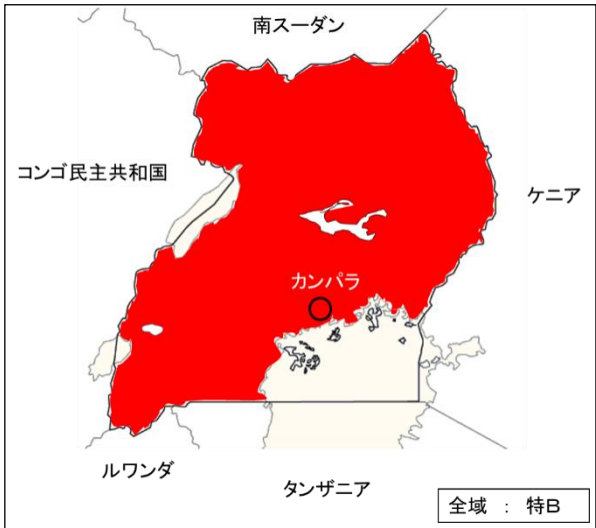 南スーダン
コンゴ民主共和国
ケニア
カンパラ
ルワンダ
タンザニア
全域 : 特B